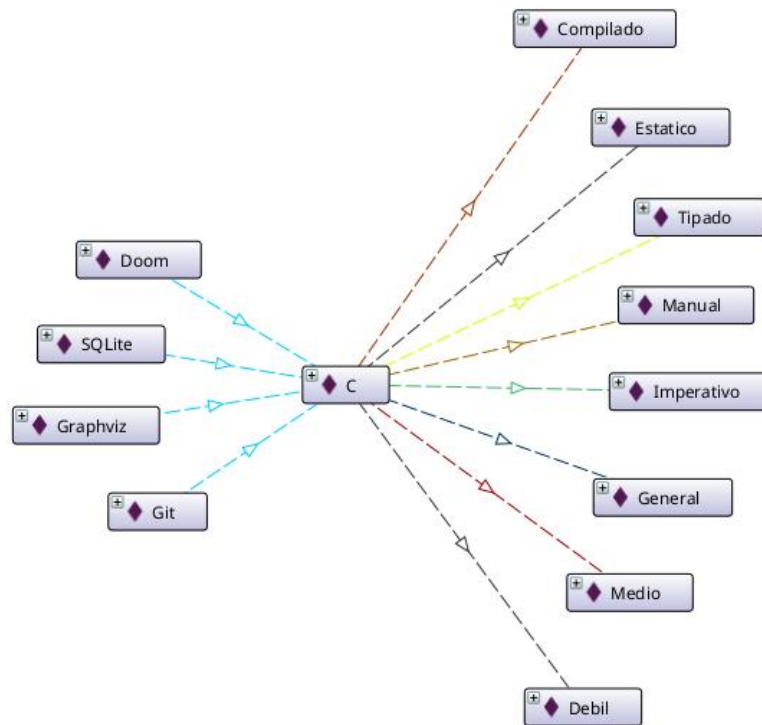 Compilado
Estatico
Tipado
Doom
Manual
SQLite
C
Imperativo
Graphviz
General
Git
Medio
Debil